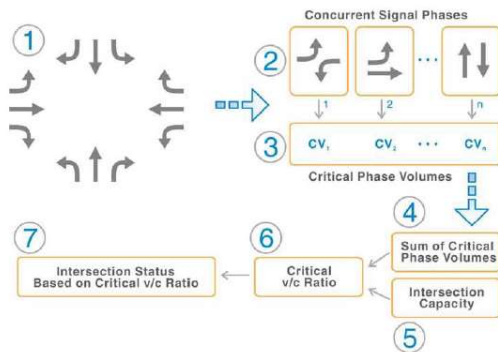 1
Concurrent Signal Phases
2
...
1
2
n
3
CV1
CV2
...
CVn
Critical Phase Volumes
4
Sum of Critical
Phase Volumes
7
Intersection Status
Based on Critical v/c Ratio
6
Critical
v/c Ratio
Intersection
Capacity
5